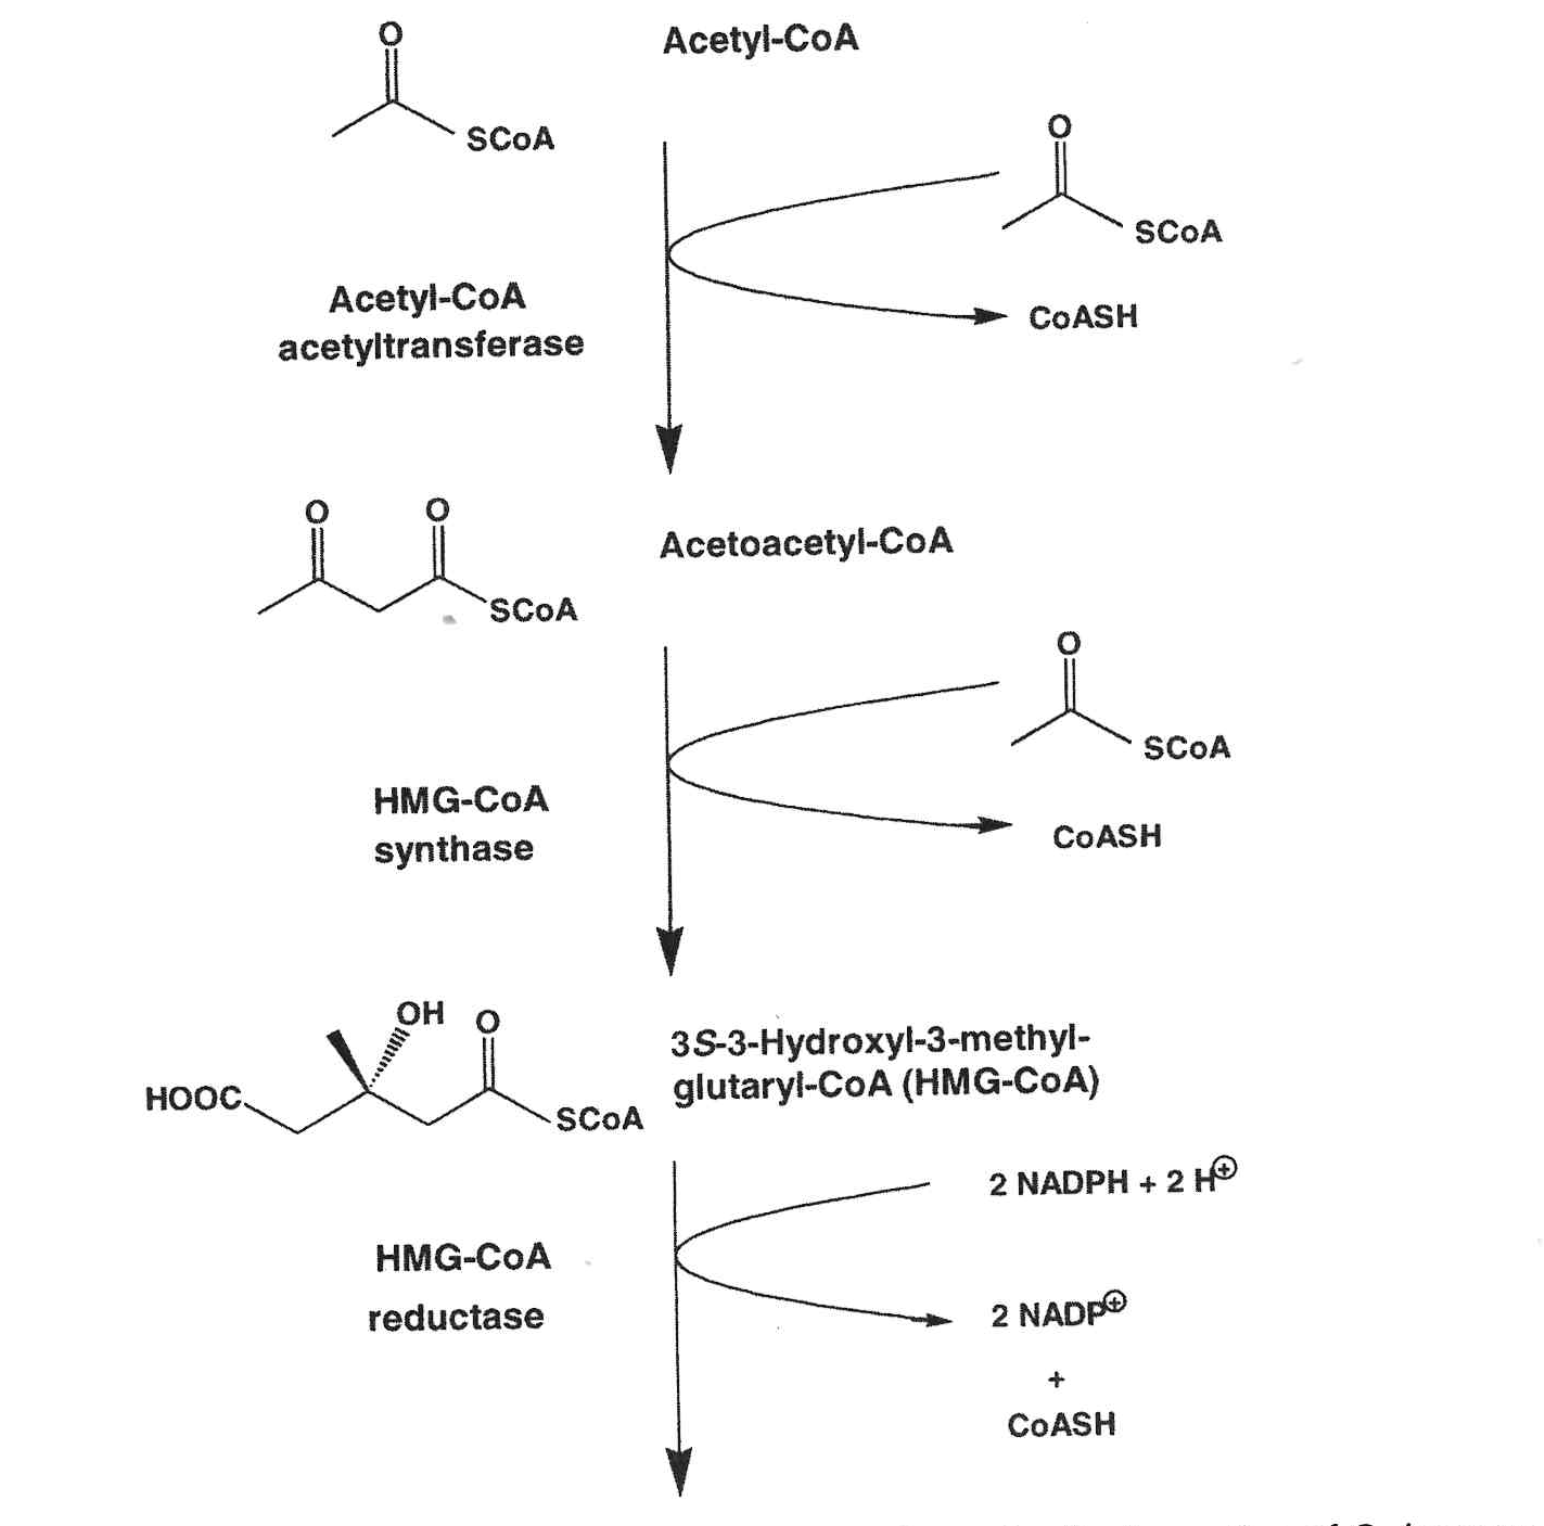 O
Acetyl-CoA
SCoA
O
SCoA
Acetyl-CoA
acetyltransferase
CoASH
O O
Acetoacetyl-CoA
SCoA
O
SCoA
HMG-CoA
synthase
CoASH
OH O
3S-3-Hydroxyl-3-methyl-
glutaryl-CoA (HMG-CoA)
HOOC
SCoA
2 NADPH + 2 H⊕
HMG-CoA
reductase
2 NADP⊕
+
CoASH